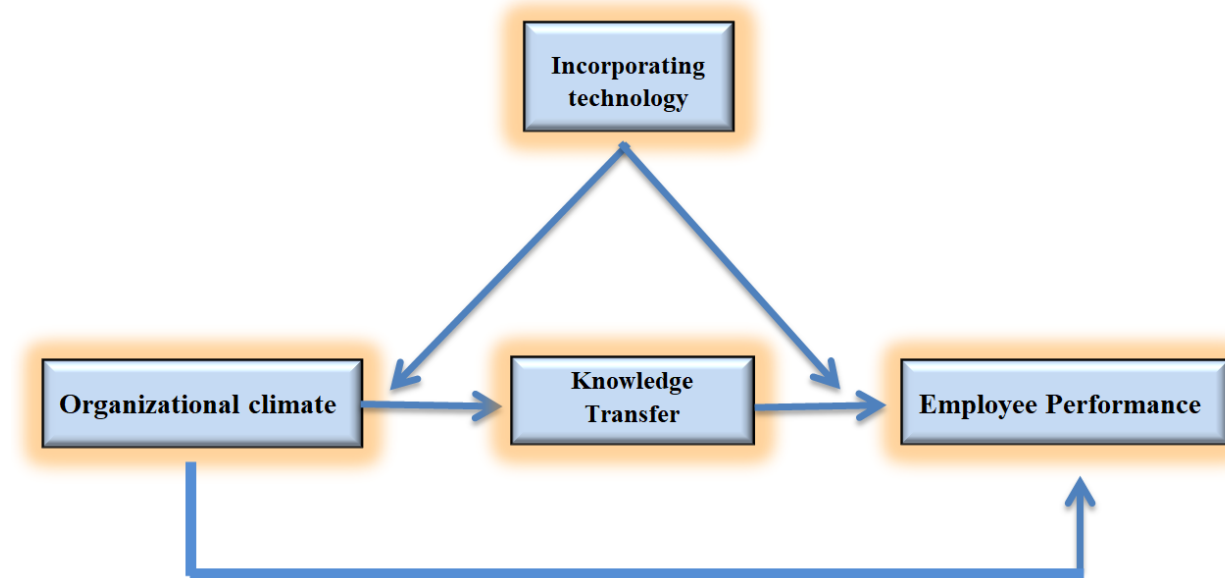 Incorporating
technology
Organizational climate
Knowledge
Transfer
Employee Performance